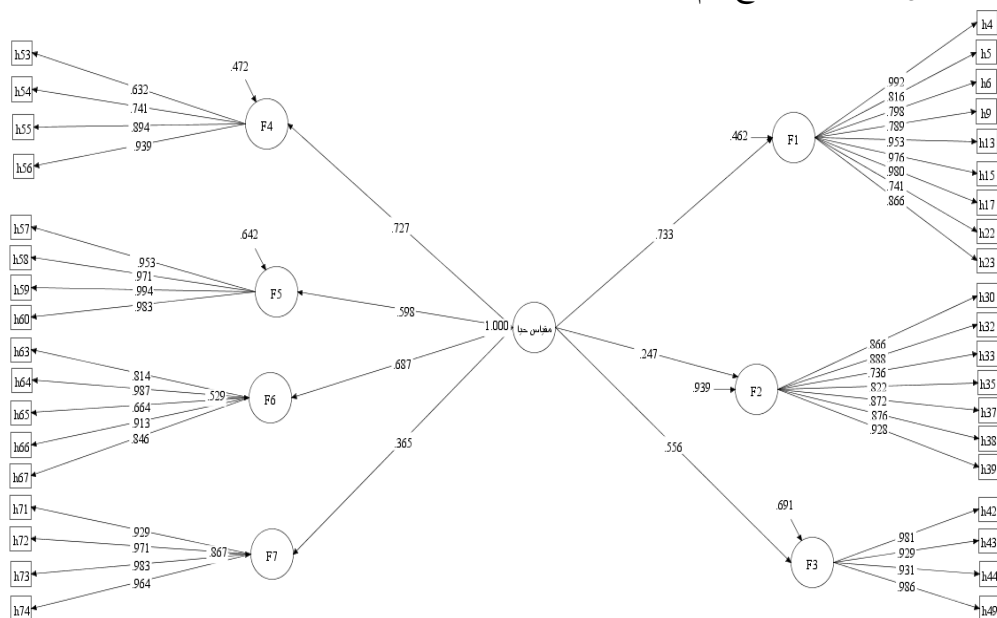 h53
h54
h55
h56
.632
.741
.894
.939
.472
F4
.727
h57
h58
h59
h60
.953
.971
.994
.983
.642
F5
.598
h63
h64
h65
h66
h67
.814
.987
.664
.913
.846
.529
F6
.687
h71
h72
h73
h74
.929
.971
.983
.964
.867
F7
.365
1.000
مقیاس حیا
.733
.462
F1
.992
.816
.798
.789
.953
.976
.980
.741
.866
h4
h5
h6
h9
h13
h15
h17
h22
h23
.247
.939
F2
.866
.888
.736
.822
.872
.876
.928
h30
h32
h33
h35
h37
h38
h39
.556
.691
F3
.981
.929
.931
.986
h42
h43
h44
h49